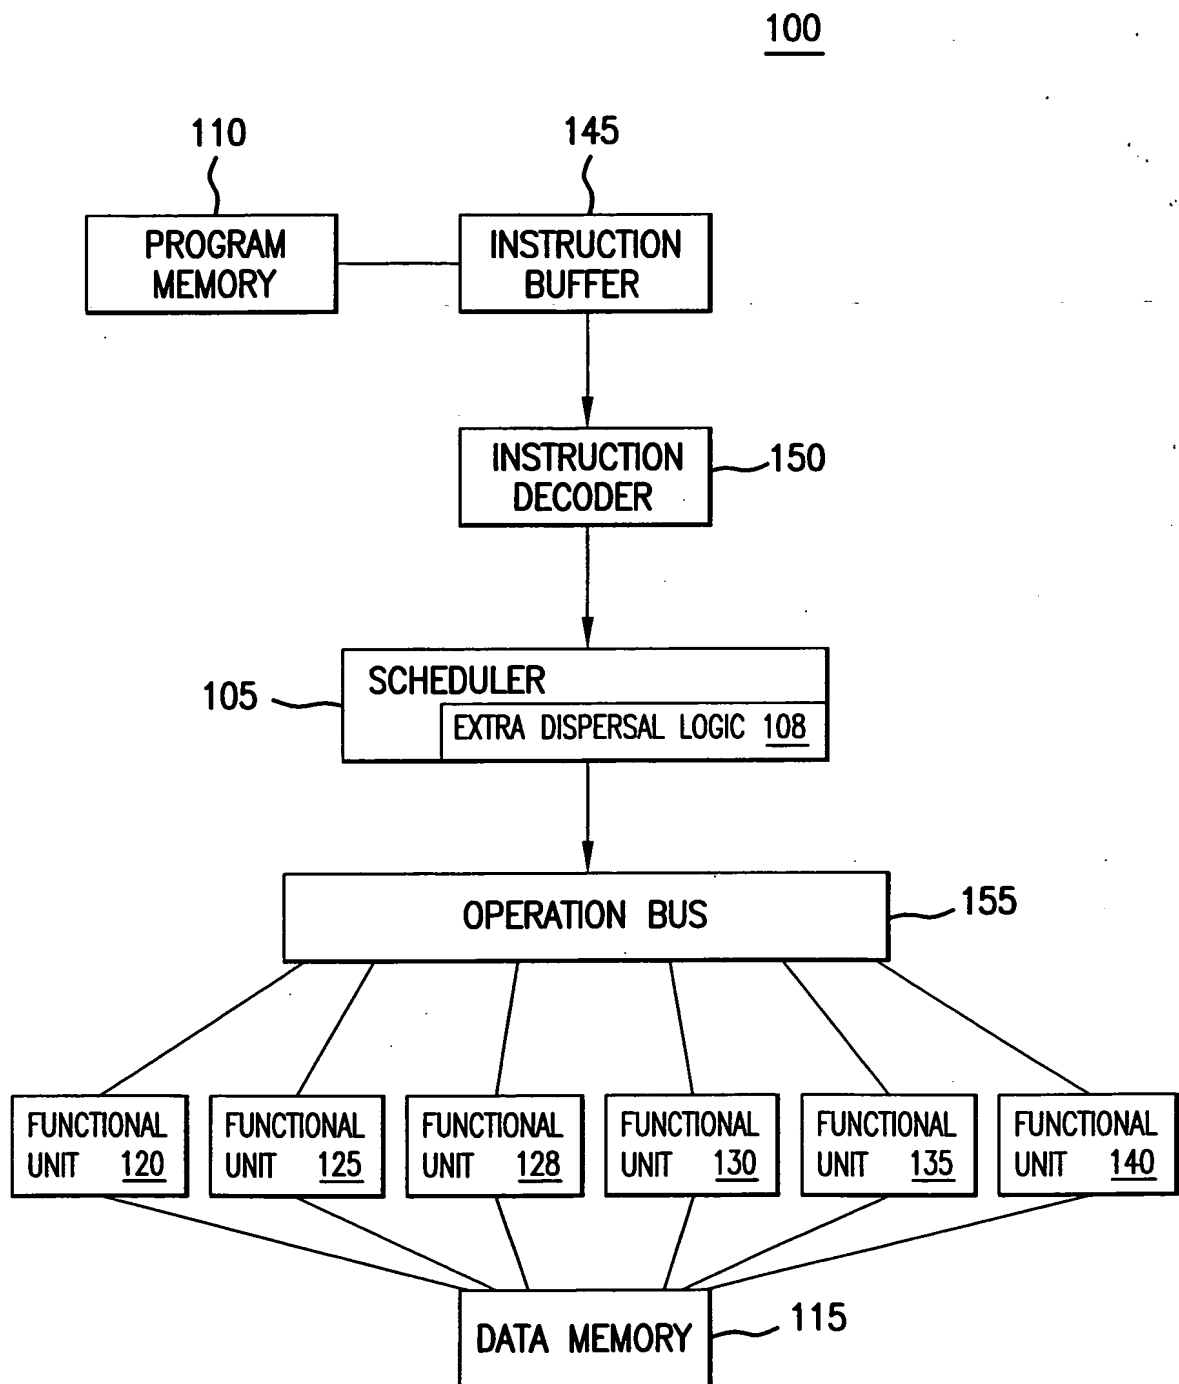 100
110
145
PROGRAM
MEMORY
INSTRUCTION
BUFFER
INSTRUCTION
DECODER
150
SCHEDULER
105
EXTRA DISPERSAL LOGIC 108
OPERATION BUS
155
FUNCTIONAL
UNIT 120
FUNCTIONAL
UNIT 125
FUNCTIONAL
UNIT 128
FUNCTIONAL
UNIT 130
FUNCTIONAL
UNIT 135
FUNCTIONAL
UNIT 140
DATA MEMORY
115